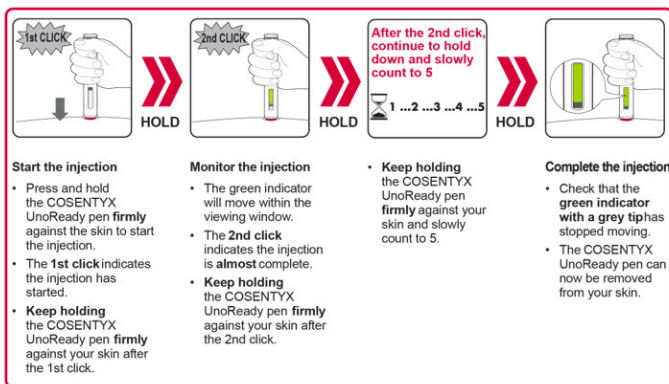 1st CLICK
HOLD
Start the injection
• Press and hold
the COSENTYX
UnoReady pen firmly
against the skin to start
the injection.
• The 1st click indicates
the injection has
started.
• Keep holding
the COSENTYX
UnoReady pen firmly
against your skin after
the 1st click.
2nd CLICK
HOLD
Monitor the injection
• The green indicator
will move within the
viewing window.
• The 2nd click
indicates the injection
is almost complete.
• Keep holding
the COSENTYX
UnoReady pen firmly
against your skin after
the 2nd click.
After the 2nd click,
continue to hold
down and slowly
count to 5
1 ...2 ...3 ...4 ...5
HOLD
• Keep holding
the COSENTYX
UnoReady pen
firmly against your
skin and slowly
count to 5.
Complete the injection
• Check that the
green indicator
with a grey tip has
stopped moving.
• The COSENTYX
UnoReady pen can
now be removed
from your skin.